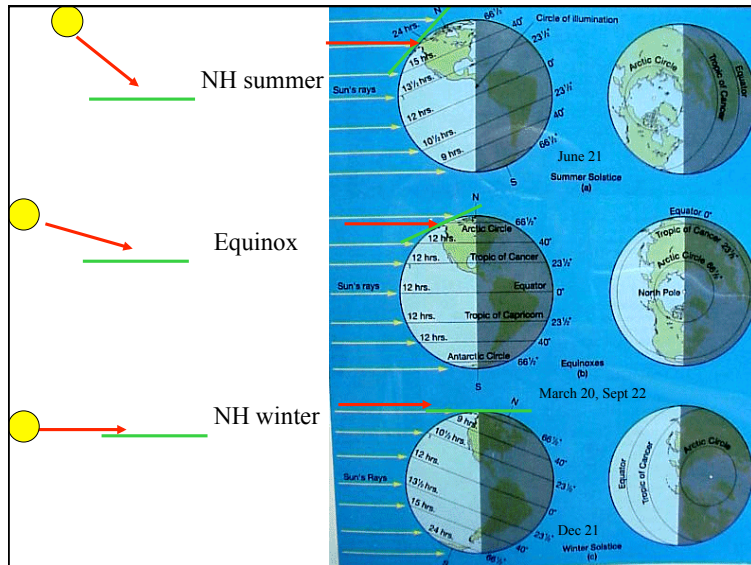 NH summer
Equinox
NH winter
N
24 hrs.
66½°
40°
Circle of illumination
23½°
15 hrs.
13½ hrs.
0°
Sun's rays
12 hrs.
23½°
10½ hrs.
40°
9 hrs.
66½°
S
June 21
Summer Solstice
(a)
Arctic Circle
Tropic of Cancer
Equator
N
66½°
Arctic Circle
12 hrs.
40°
12 hrs.
Tropic of Cancer
23½°
Sun's rays
12 hrs.
Equator
0°
12 hrs.
Tropic of Capricorn
23½°
12 hrs.
40°
Antarctic Circle
66½°
S
Equinoxes
(b)
Equator 0°
Tropic of Cancer 23½°
Arctic Circle 66½°
North Pole
March 20, Sept 22
N
9 hrs.
10½ hrs.
66½°
12 hrs.
40°
Sun's Rays
13½ hrs.
23½°
15 hrs.
0°
24 hrs.
23½°
40°
66½°
S
Dec 21
Winter Solstice
(c)
Equator
Tropic of Cancer
Arctic Circle